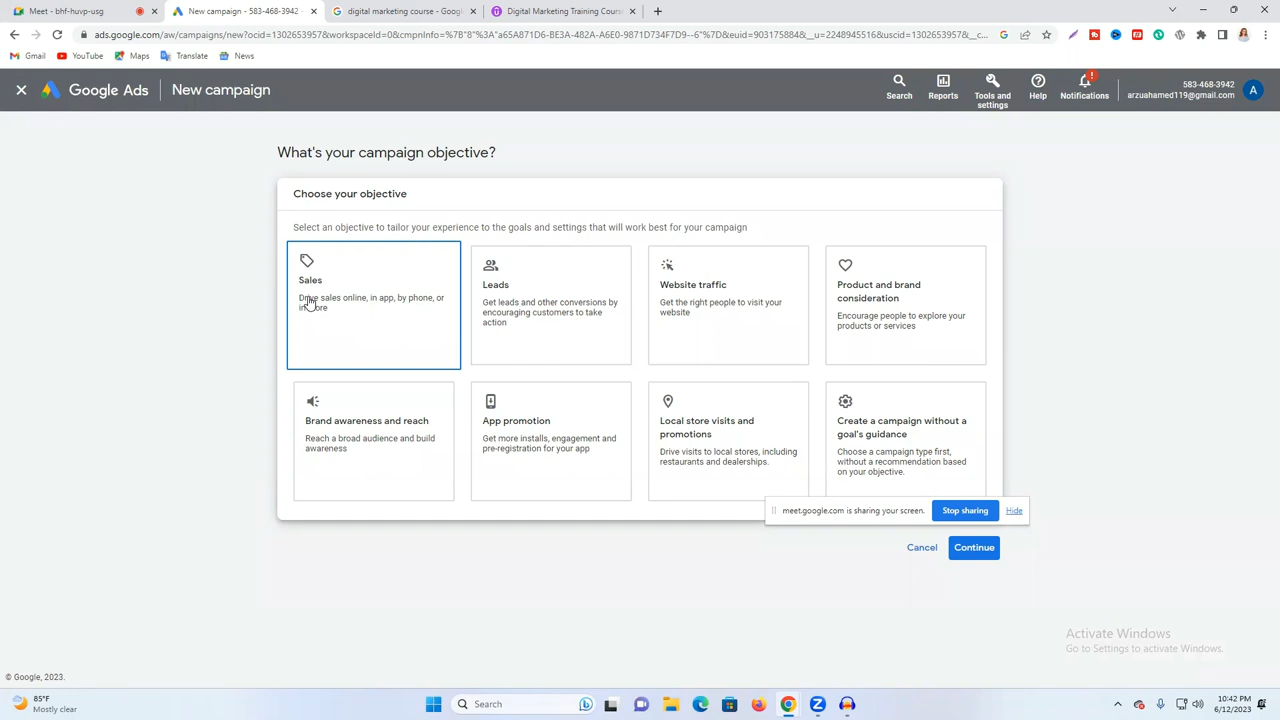 Meet - bhf-huvp-usg
New campaign - 583-468-3942 -
digital marketing course - Google
Digital Marketing Training Cours
ads.google.com/aw/campaigns/new?ocid=1302653957&workspaceId=0&cmpnInfo=%7B"8"%3A"a65A871D6-BE3A-482A-A6E0-9871D734F7D9--6"%7D&euid=903175884&__u=2248945516&uscid=1302653957&__c...
Gmail
YouTube
Maps
Translate
News
Google Ads
New campaign
Search
Reports
Tools and
settings
Help
Notifications
583-468-3942
arzuahamed119@gmail.com
A
What's your campaign objective?
Choose your objective
Select an objective to tailor your experience to the goals and settings that will work best for your campaign
Sales
Drive sales online, in app, by phone, or
in store
Leads
Get leads and other conversions by
encouraging customers to take
action
Website traffic
Get the right people to visit your
website
Product and brand
consideration
Encourage people to explore your
products or services
Brand awareness and reach
Reach a broad audience and build
awareness
App promotion
Get more installs, engagement and
pre-registration for your app
Local store visits and
promotions
Drive visits to local stores, including
restaurants and dealerships.
Create a campaign without a
goal's guidance
Choose a campaign type first,
without a recommendation based
on your objective.
meet.google.com is sharing your screen.
Stop sharing
Hide
Cancel
Continue
Activate Windows
Go to Settings to activate Windows.
© Google, 2023.
85°F
Mostly clear
Search
10:42 PM
6/12/2023